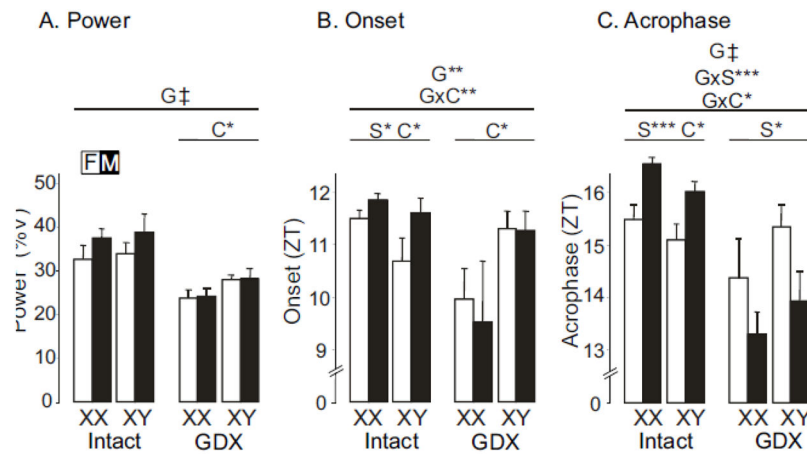 A. Power
G‡
C*
F M
Power (%V)
50
40
30
20
10
0
XX XY XX XY
Intact GDX
B. Onset
G**
GxC**
S* C* C*
Onset (ZT)
12
11
10
9
0
XX XY XX XY
Intact GDX
C. Acrophase
G‡
GxS***
GxC*
S*** C* S*
Acrophase (ZT)
16
15
14
13
0
XX XY XX XY
Intact GDX